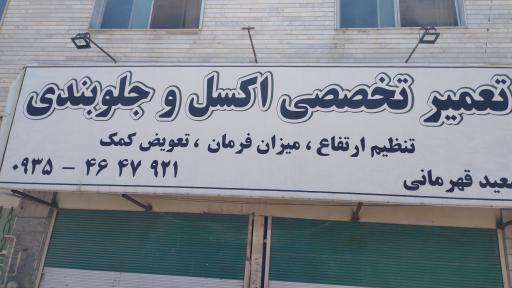 تعمیر تخصصی اکسل و جلوبندی
تنظیم ارتفاع ، میزان فرمان ، تعویض کمک
۰۹۳۵ - ۴۶ ۴۷ ۹۲۱
سعید قهرمانی